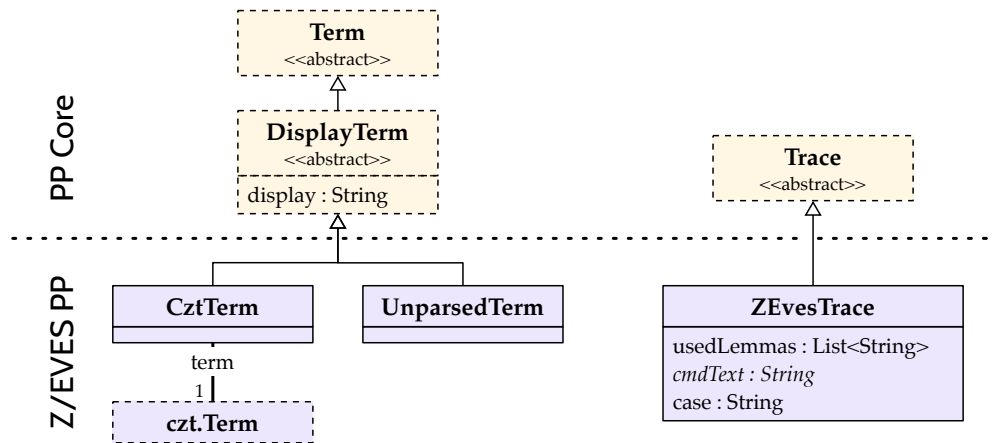 PP Core
Term
<<abstract>>
DisplayTerm
<<abstract>>
display : String
Trace
<<abstract>>
Z/EVES PP
CztTerm
term
1
czt.Term
UnparsedTerm
ZEvesTrace
usedLemmas : List<String>
cmdText : String
case : String